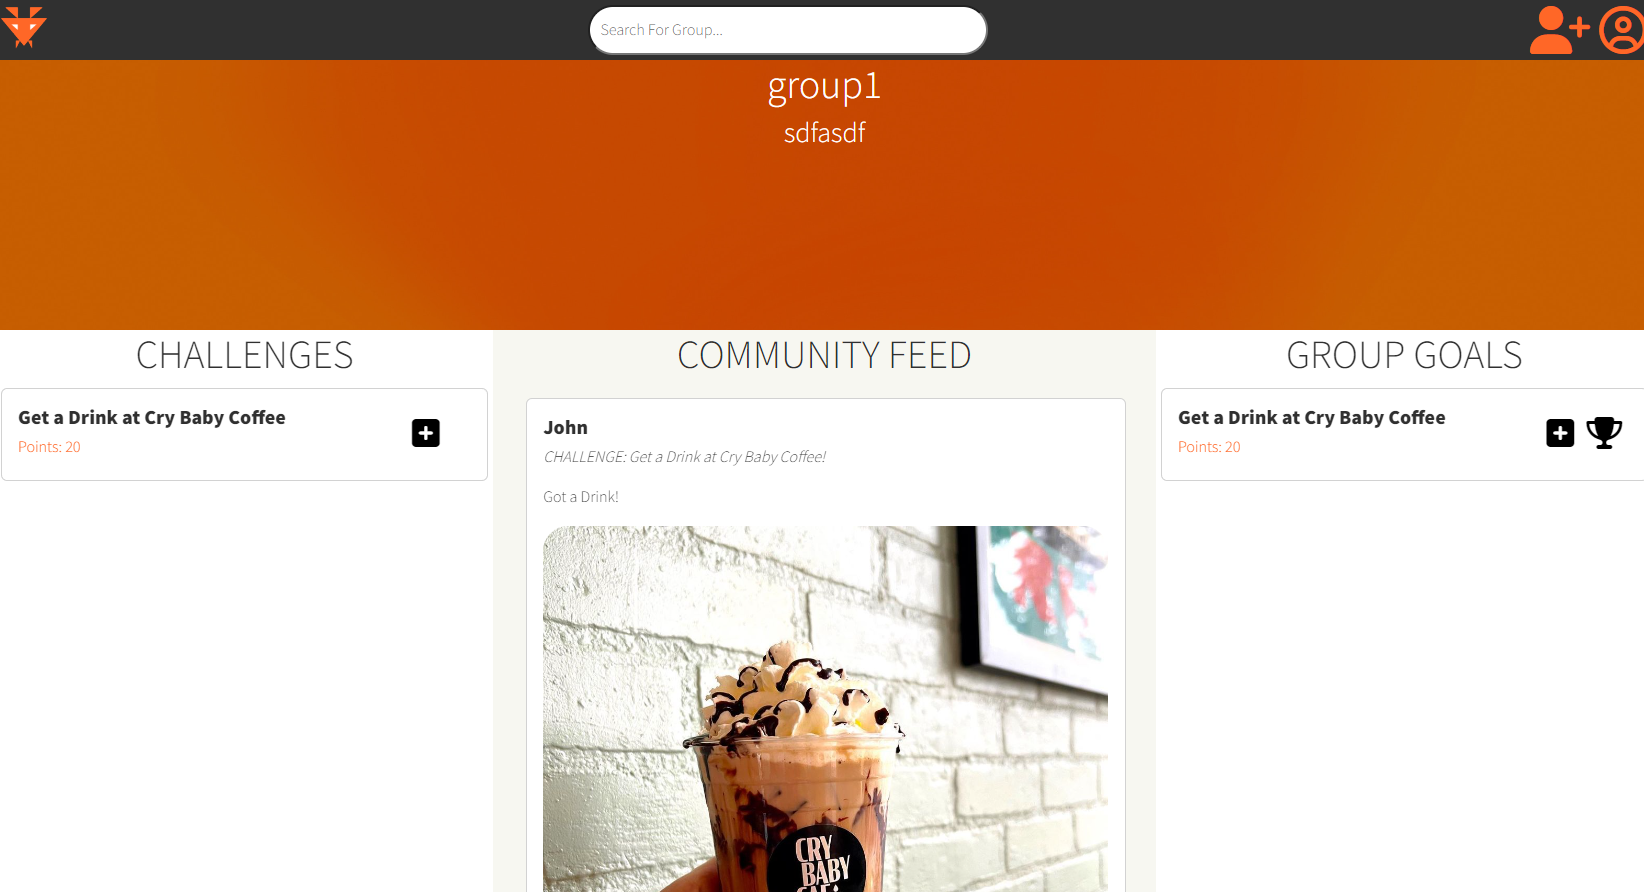 Search For Group...
group1
sdfasdf
CHALLENGES
Get a Drink at Cry Baby Coffee
Points: 20
COMMUNITY FEED
John
CHALLENGE: Get a Drink at Cry Baby Coffee!
Got a Drink!
CRY
BABY
GROUP GOALS
Get a Drink at Cry Baby Coffee
Points: 20